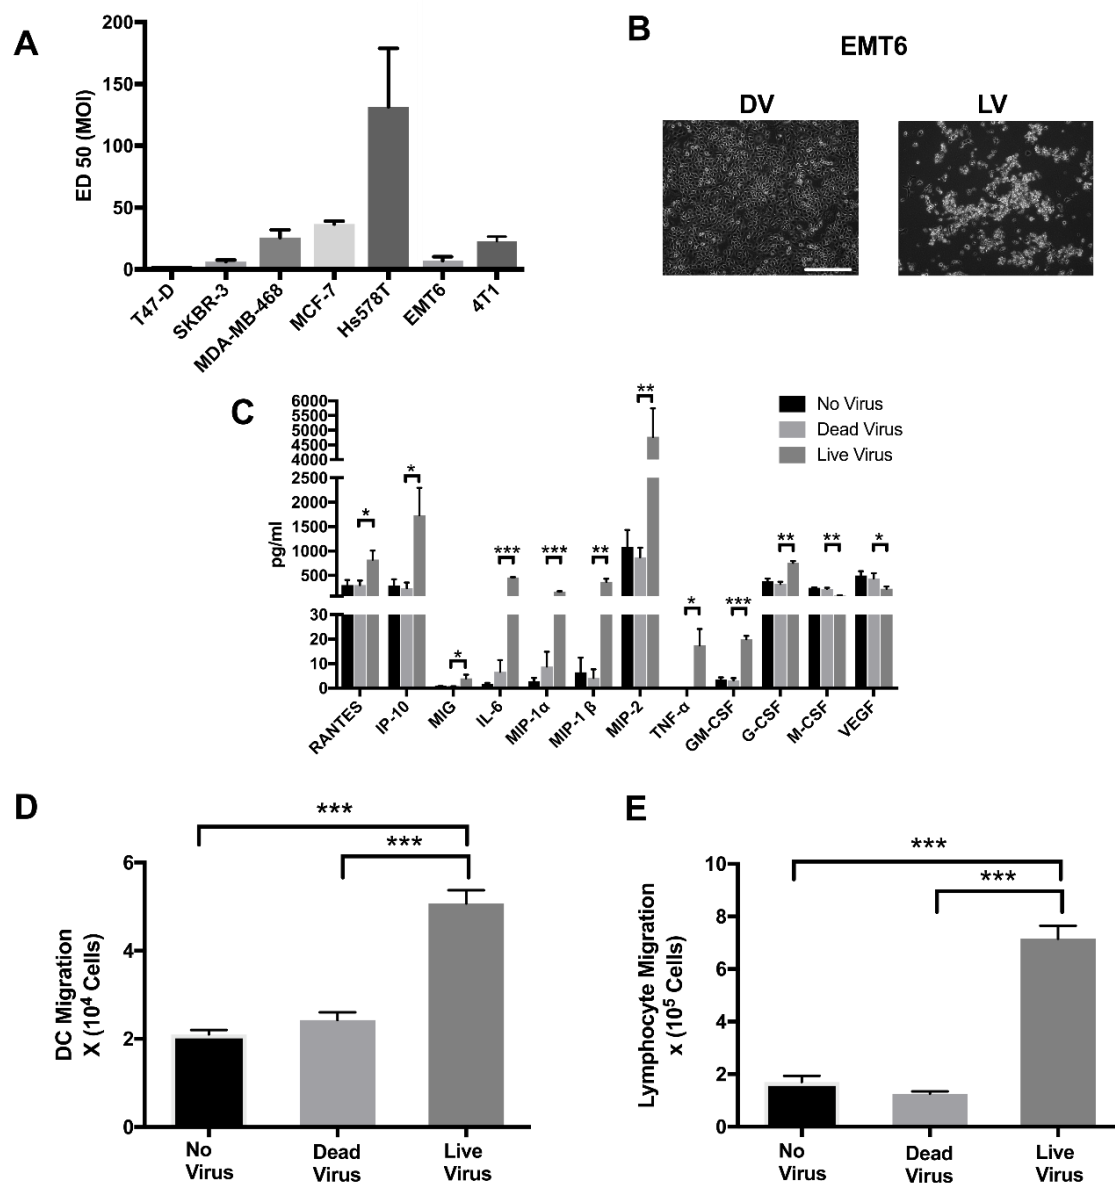 A
ED 50 (MOI)
200
150
100
50
0
T47-D
SKBR-3
MDA-MB-468
MCF-7
Hs578T
EMT6
4T1
B
EMT6
DV
LV
C
pg/ml
6000
5500
5000
4500
4000
2500
2000
1500
1000
500
30
20
10
0
No Virus
Dead Virus
Live Virus
*
*
*
***
***
**
**
*
***
**
**
*
RANTES
IP-10
MIG
IL-6
MIP-1α
MIP-1 β
MIP-2
TNF-α
GM-CSF
G-CSF
M-CSF
VEGF
D
***
***
DC Migration
X (10⁴ Cells)
6
4
2
0
No
Virus
Dead
Virus
Live
Virus
E
***
***
Lymphocyte Migration
x (10⁵ Cells)
10
8
6
4
2
0
No
Virus
Dead
Virus
Live
Virus